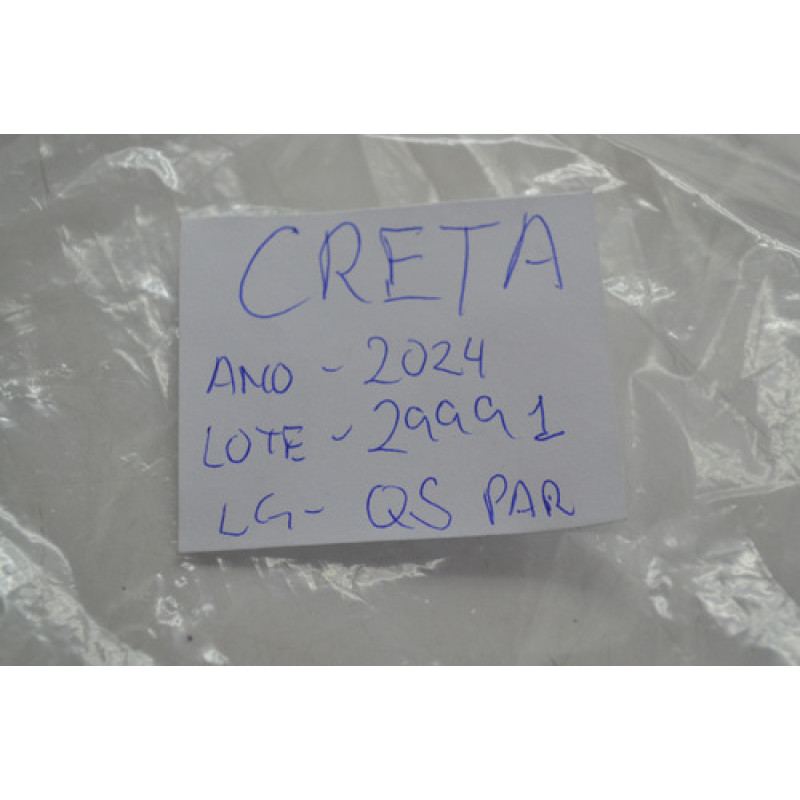 CRETA
ANO - 2024
LOTE - 29991
LG - QS PAR